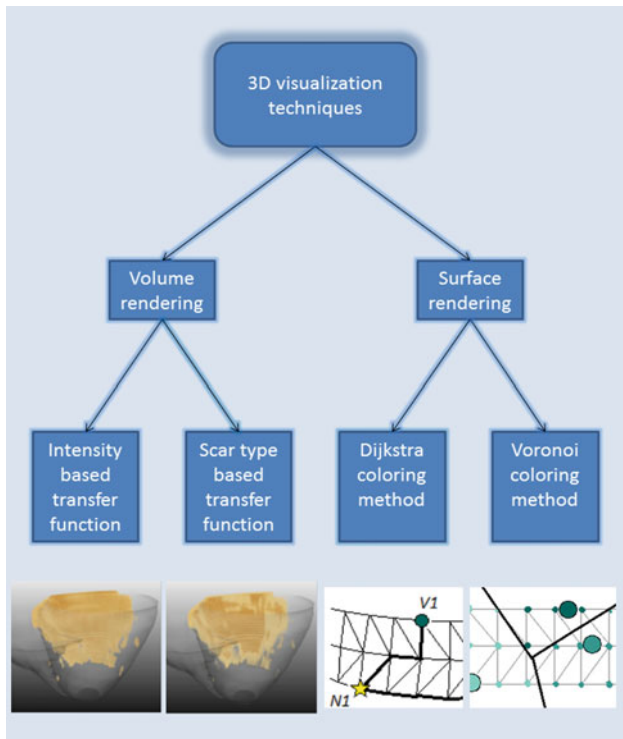 3D visualization
techniques
Volume
rendering
Surface
rendering
Intensity
based
transfer
function
Scar type
based
transfer
function
Dijkstra
coloring
method
Voronoi
coloring
method
V1
N1